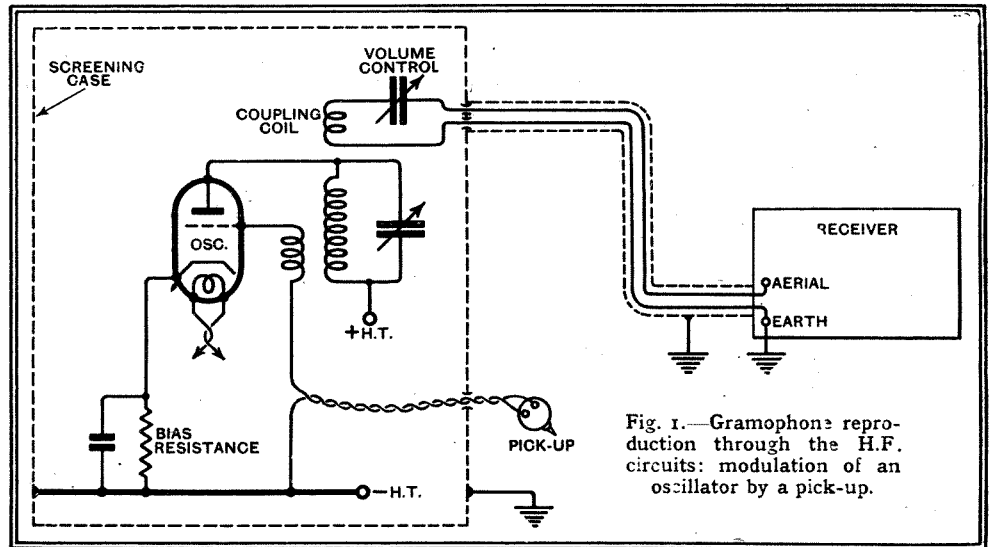 SCREENING
CASE
VOLUME
CONTROL
COUPLING
COIL
OSC.
+H.T.
BIAS
RESISTANCE
-H.T.
PICK-UP
RECEIVER
AERIAL
EARTH
Fig. 1.—Gramophone repro-
duction through the H.F.
circuits: modulation of an
oscillator by a pick-up.